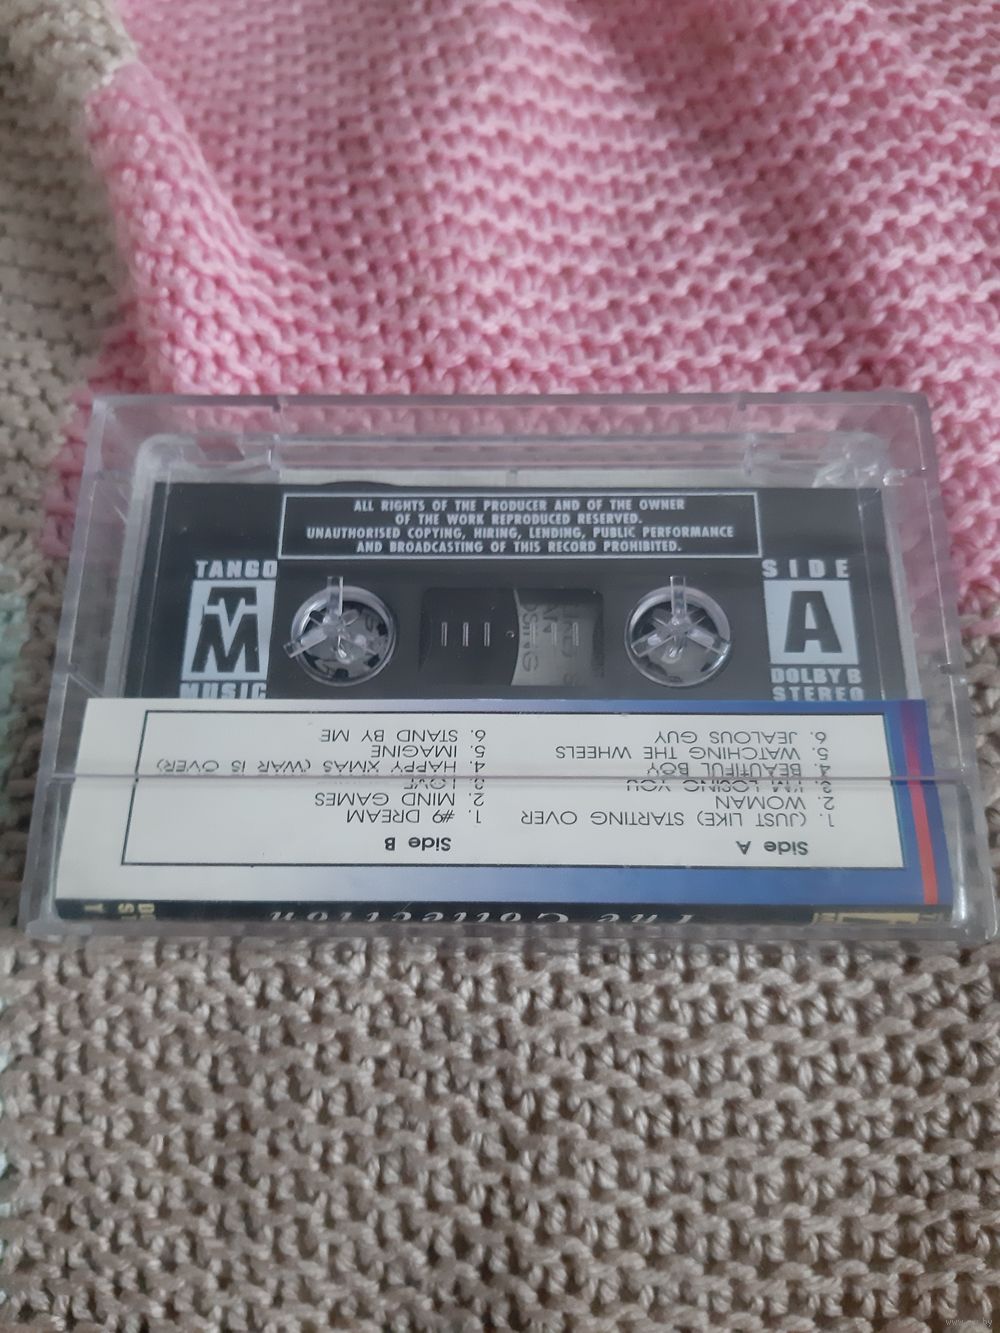 ALL RIGHTS OF THE PRODUCER AND OF THE OWNER
OF THE WORK REPRODUCED RESERVED.
UNAUTHORISED COPYING, HIRING, LENDING, PUBLIC PERFORMANCE
AND BROADCASTING OF THIS RECORD PROHIBITED.
TANGO
TM
MUSIC
SIDE
A
DOLBY B
STEREO
Side A
1. (JUST LIKE) STARTING OVER
2. WOMAN
3. I'M LOSING YOU
4. BEAUTIFUL BOY
5. WATCHING THE WHEELS
6. JEALOUS GUY
Side B
1. #9 DREAM
2. MIND GAMES
3. LOVE
4. HAPPY XMAS (WAR IS OVER)
5. IMAGINE
6. STAND BY ME
The Collection